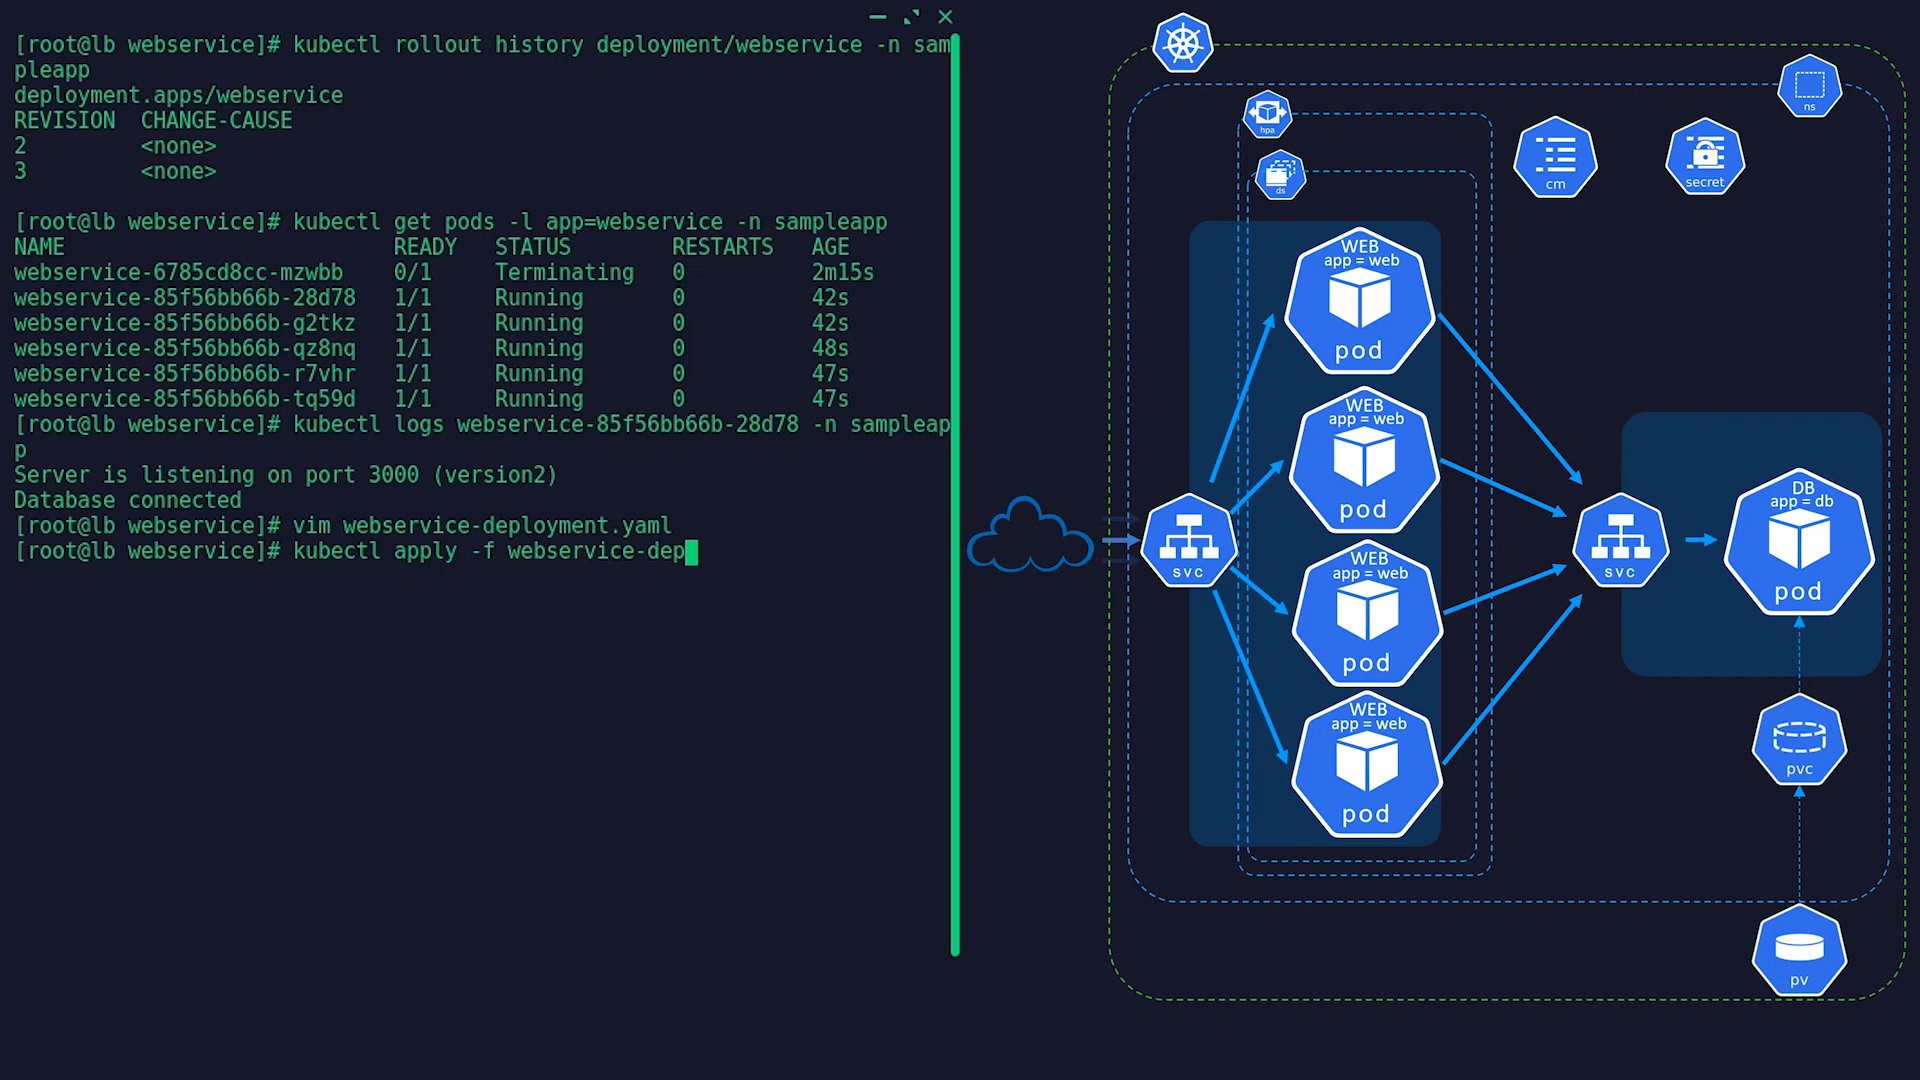 [root@lb webservice]# kubectl rollout history deployment/webservice -n sam
pleapp
deployment.apps/webservice
REVISION  CHANGE-CAUSE
2         <none>
3         <none>
[root@lb webservice]# kubectl get pods -l app=webservice -n sampleapp
NAME                          READY   STATUS        RESTARTS   AGE
webservice-6785cd8cc-mzwbb    0/1     Terminating   0          2m15s
webservice-85f56bb66b-28d78   1/1     Running       0          42s
webservice-85f56bb66b-g2tkz   1/1     Running       0          42s
webservice-85f56bb66b-qz8nq   1/1     Running       0          48s
webservice-85f56bb66b-r7vhr   1/1     Running       0          47s
webservice-85f56bb66b-tq59d   1/1     Running       0          47s
[root@lb webservice]# kubectl logs webservice-85f56bb66b-28d78 -n sampleap
p
Server is listening on port 3000 (version2)
Database connected
[root@lb webservice]# vim webservice-deployment.yaml
[root@lb webservice]# kubectl apply -f webservice-dep
ns
hpa
ds
cm
secret
WEB
app = web
pod
WEB
app = web
pod
WEB
app = web
pod
WEB
app = web
pod
svc
svc
DB
app = db
pod
pvc
pv